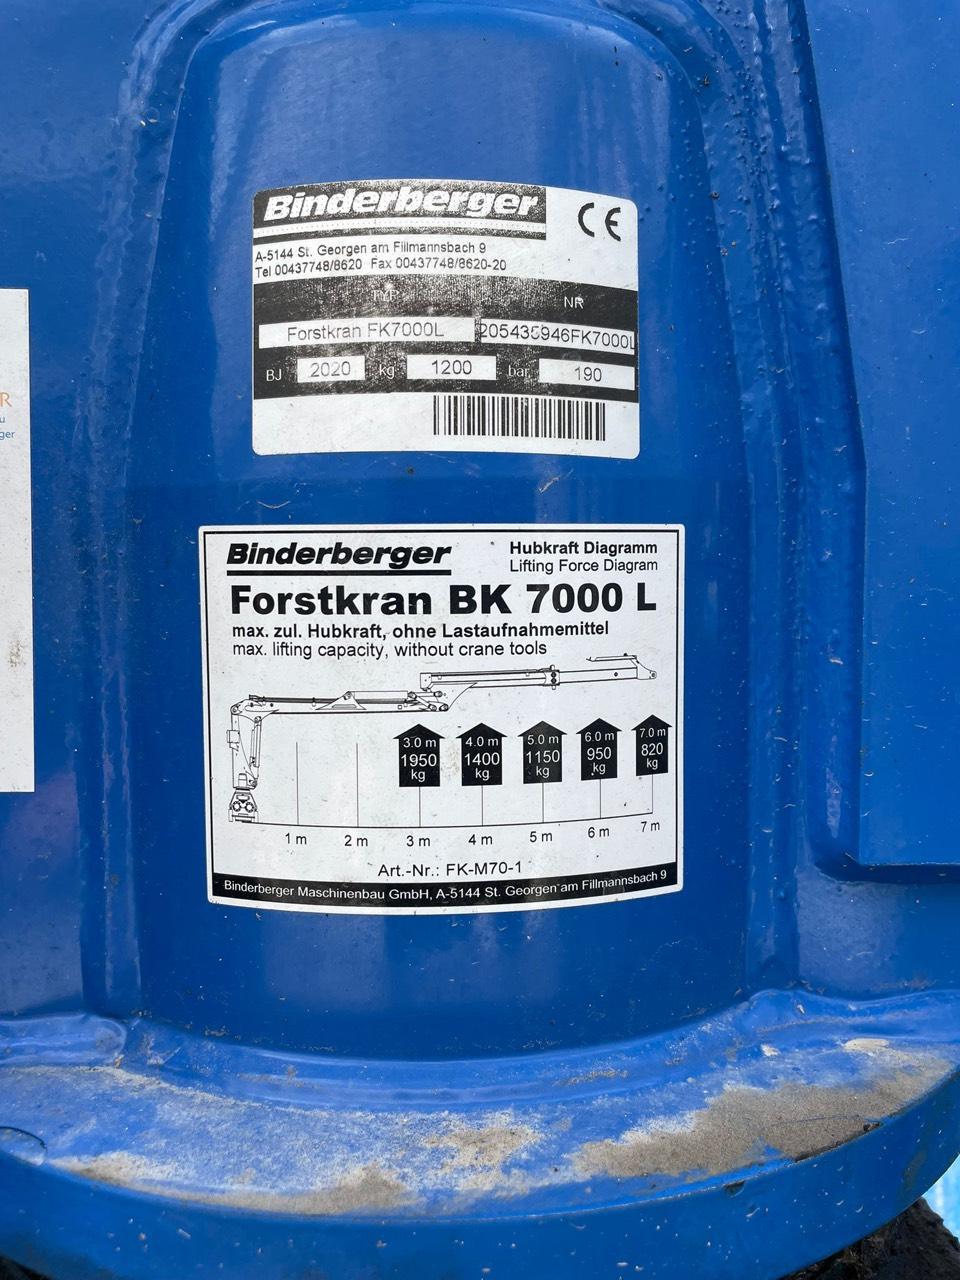 Binderberger
CE
A-5144 St. Georgen am Fillmannsbach 9
Tel 00437748/8620 Fax 00437748/8620-20
TYP NR
Forstkran FK7000L 205435946FK7000L
BJ 2020 kg 1200 bar 190
R
u
ger
Binderberger
Hubkraft Diagramm
Lifting Force Diagram
Forstkran BK 7000 L
max. zul. Hubkraft, ohne Lastaufnahmemittel
max. lifting capacity, without crane tools
3.0 m 4.0 m 5.0 m 6.0 m 7.0 m
1950 1400 1150 950 820
kg kg kg kg kg
1 m 2 m 3 m 4 m 5 m 6 m 7 m
Art.-Nr.: FK-M70-1
Binderberger Maschinenbau GmbH, A-5144 St. Georgen am Fillmannsbach 9